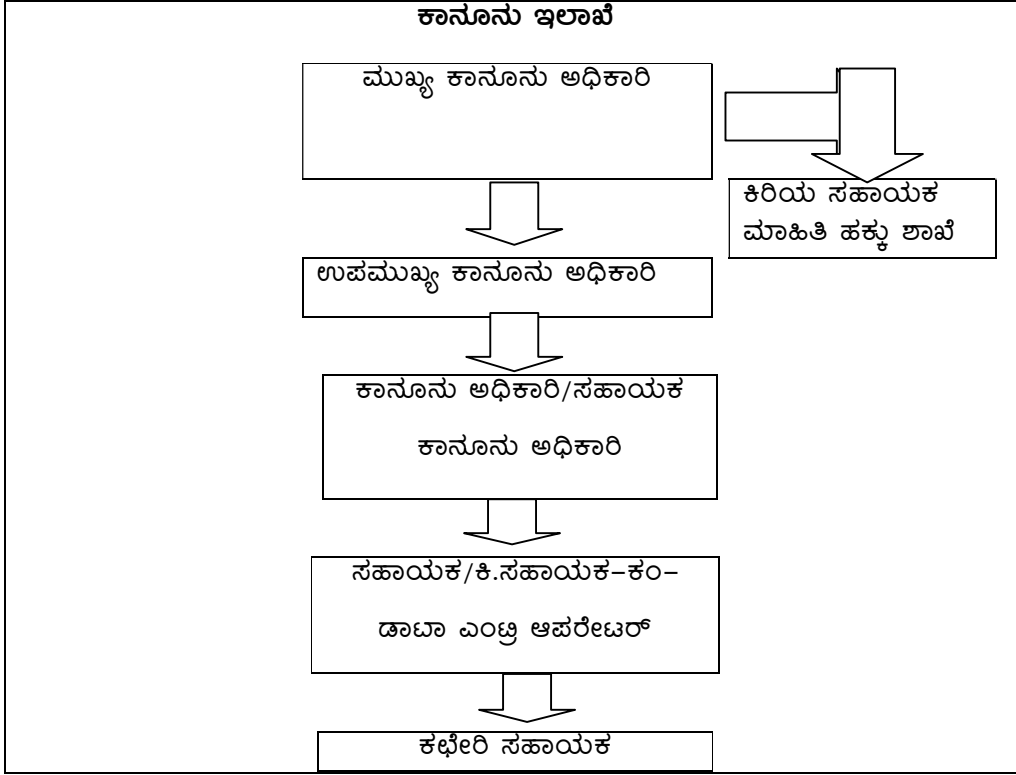 ಕಾನೂನು ಇಲಾಖೆ
ಮುಖ್ಯ ಕಾನೂನು ಅಧಿಕಾರಿ
ಕಿರಿಯ ಸಹಾಯಕ
ಮಾಹಿತಿ ಹಕ್ಕು ಶಾಖೆ
ಉಪಮುಖ್ಯ ಕಾನೂನು ಅಧಿಕಾರಿ
ಕಾನೂನು ಅಧಿಕಾರಿ/ಸಹಾಯಕ
ಕಾನೂನು ಅಧಿಕಾರಿ
ಸಹಾಯಕ/ಕಿ.ಸಹಾಯಕ–ಕಂ–
ಡಾಟಾ ಎಂಟ್ರಿ ಆಪರೇಟರ್
ಕಛೇರಿ ಸಹಾಯಕ